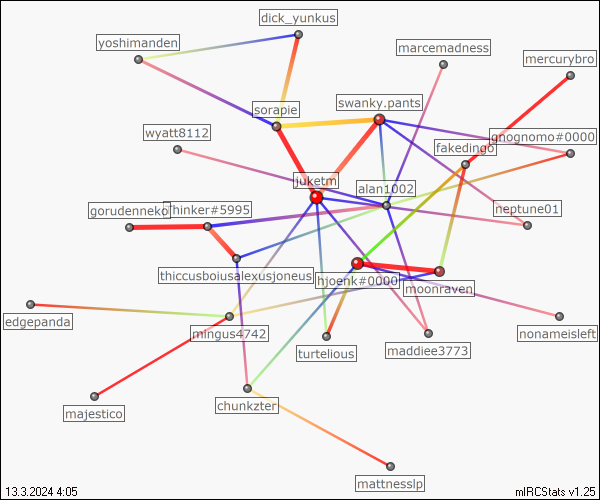 dick_yunkus
yoshimanden
marcemadness
mercurybro
swanky.pants
sorapie
wyatt8112
gnognomo#0000
fakedingo
juketm
alan1002
gorudenneko
Thinker#5995
neptune01
thiccusboiusalexusjoneus
hjoenk#0000
moonraven
edgepanda
mingus4742
nonameisleft
turtelious
maddiee3773
majestico
chunkzter
mattnesslp
13.3.2024 4:05
mIRCStats v1.25